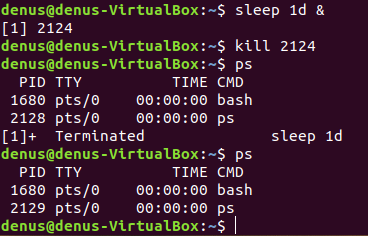 denus@denus-VirtualBox:~$ sleep 1d &
[1] 2124
denus@denus-VirtualBox:~$ kill 2124
denus@denus-VirtualBox:~$ ps
  PID TTY          TIME CMD
 1680 pts/0    00:00:00 bash
 2128 pts/0    00:00:00 ps
[1]+  Terminated              sleep 1d
denus@denus-VirtualBox:~$ ps
  PID TTY          TIME CMD
 1680 pts/0    00:00:00 bash
 2129 pts/0    00:00:00 ps
denus@denus-VirtualBox:~$